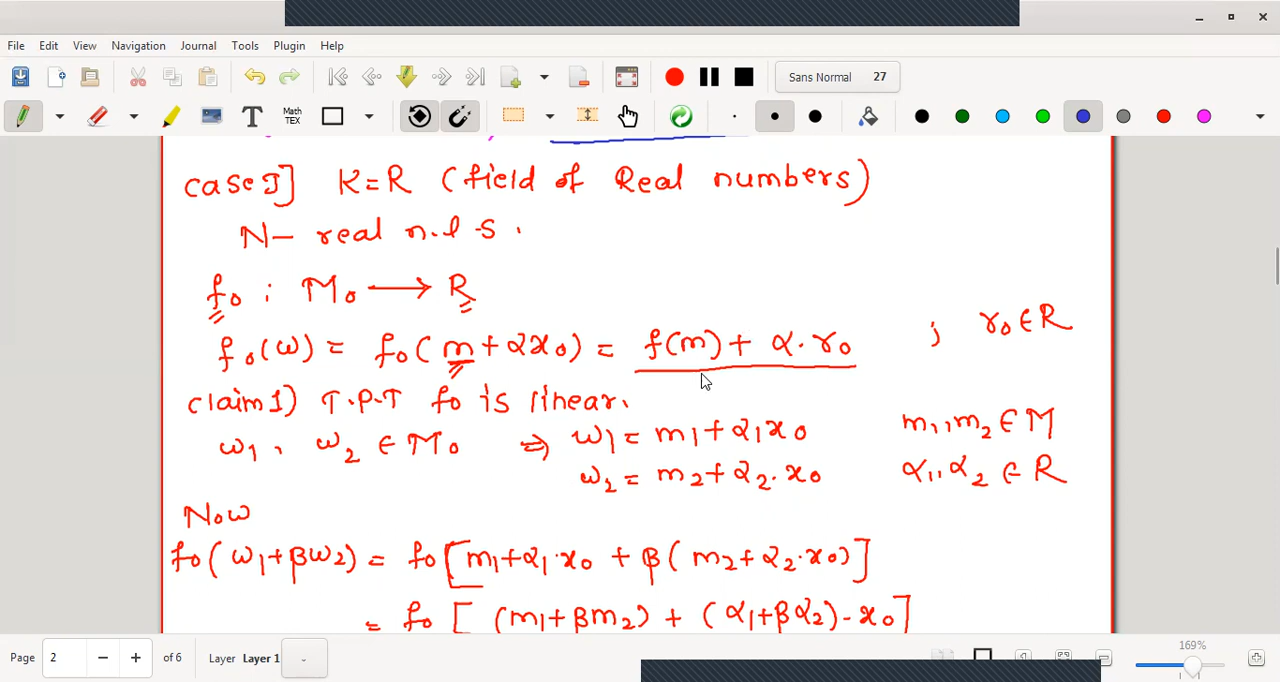 File Edit View Navigation Journal Tools Plugin Help
Sans Normal 27
TEX Math T
case I] K=R (field of Real numbers)
N- real n.l.s.
f0 : M0 → R
f0(ω) = f0(m+αx0) = f(m)+ α.r0 ; r0∈R
claim 1) T.P.T f0 is linear.
ω1, ω2 ∈ M0 ⇒ ω1= m1+α1x0 m1,m2∈M
ω2= m2+α2.x0 α1,α2 ∈ R
Now
f0(ω1+βω2) = f0[m1+α1.x0 + β(m2+α2.x0)]
= f0[ (m1+βm2) + (α1+βα2)-x0]
Page 2 of 6 Layer Layer 1 169%